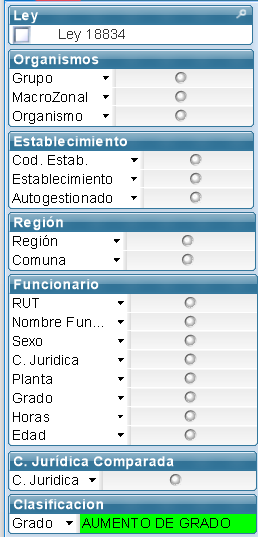 Ley
Ley 18834
Organismos
Grupo
MacroZonal
Organismo
Establecimiento
Cod. Estab.
Establecimiento
Autogestionado
Región
Región
Comuna
Funcionario
RUT
Nombre Fun...
Sexo
C. Juridica
Planta
Grado
Horas
Edad
C. Jurídica Comparada
C. Juridica
Clasificacion
Grado AUMENTO DE GRADO